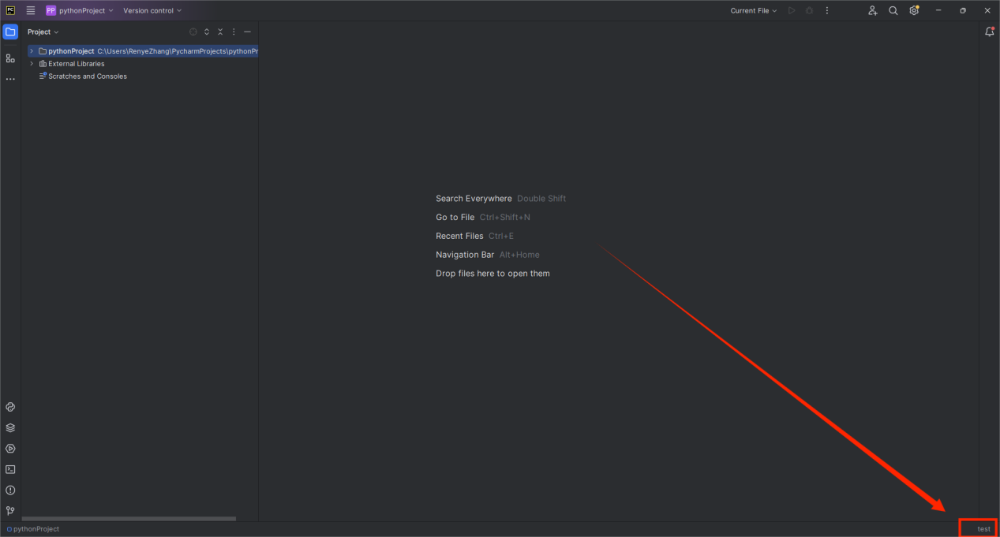 PC PP pythonProject Version control Current File
Project
pythonProject C:\Users\RenyeZhang\PycharmProjects\pythonPr
External Libraries
Scratches and Consoles
Search Everywhere Double Shift
Go to File Ctrl+Shift+N
Recent Files Ctrl+E
Navigation Bar Alt+Home
Drop files here to open them
pythonProject test